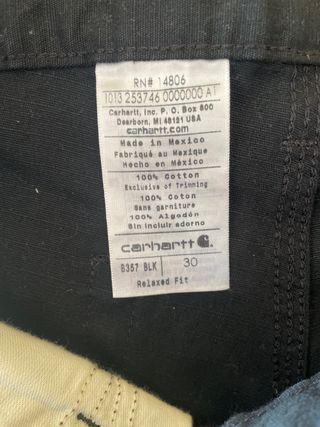 RN# 14806
1013 253746 0000000 A1
Carhartt, Inc. P.O. Box 600
Dearborn, MI 48121 USA
carhartt.com
Made in Mexico
Fabriqué au Mexique
Hecho en México
100% Cotton
Exclusive of Trimming
100% Coton
Sans garniture
100% Algodón
Sin incluir adorno
carhartt
B357 BLK 30
Relaxed Fit